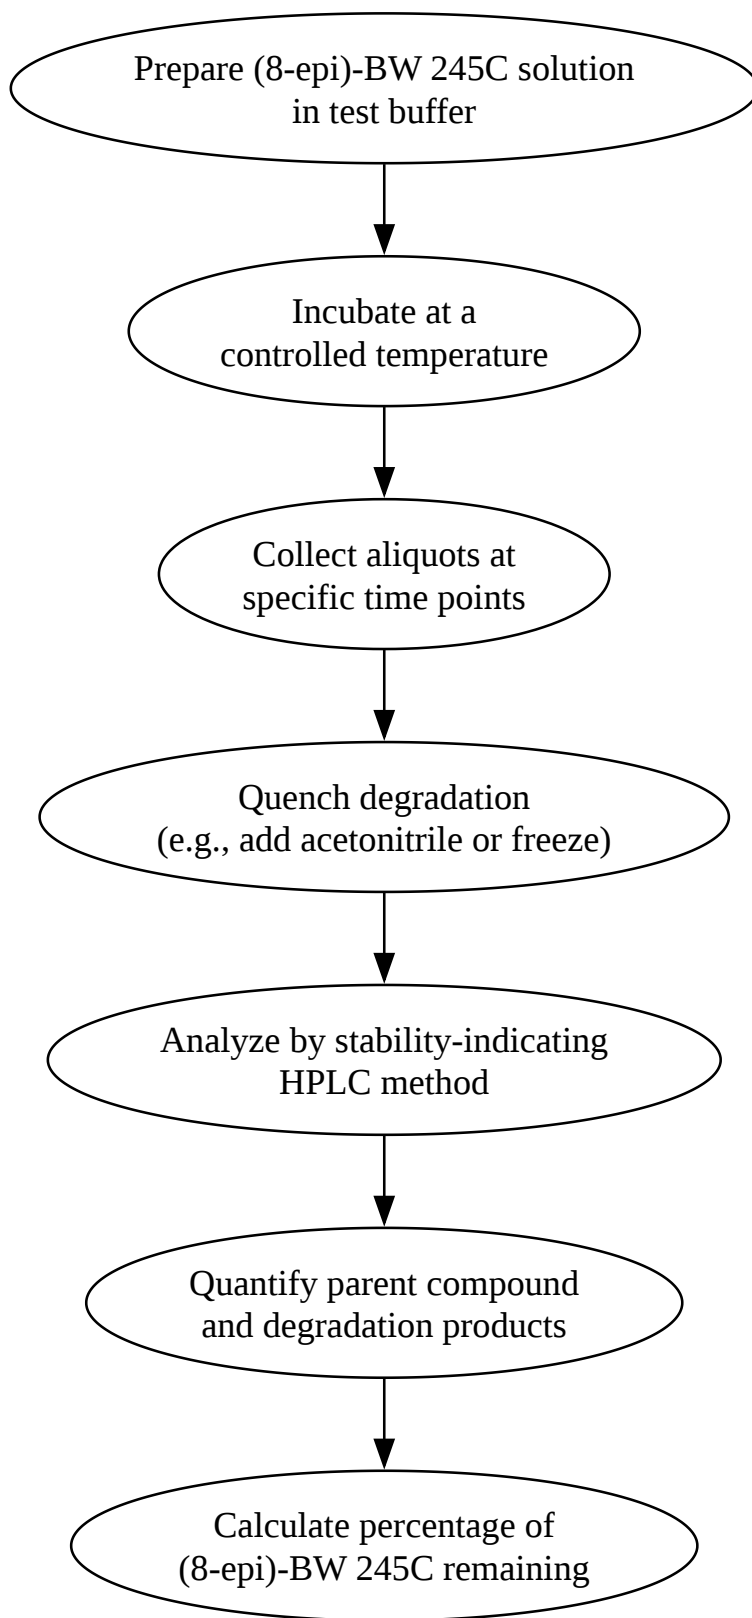 Prepare (8-epi)-BW 245C solution
in test buffer
Incubate at a
controlled temperature
Collect aliquots at
specific time points
Quench degradation
(e.g., add acetonitrile or freeze)
Analyze by stability-indicating
HPLC method
Quantify parent compound
and degradation products
Calculate percentage of
(8-epi)-BW 245C remaining